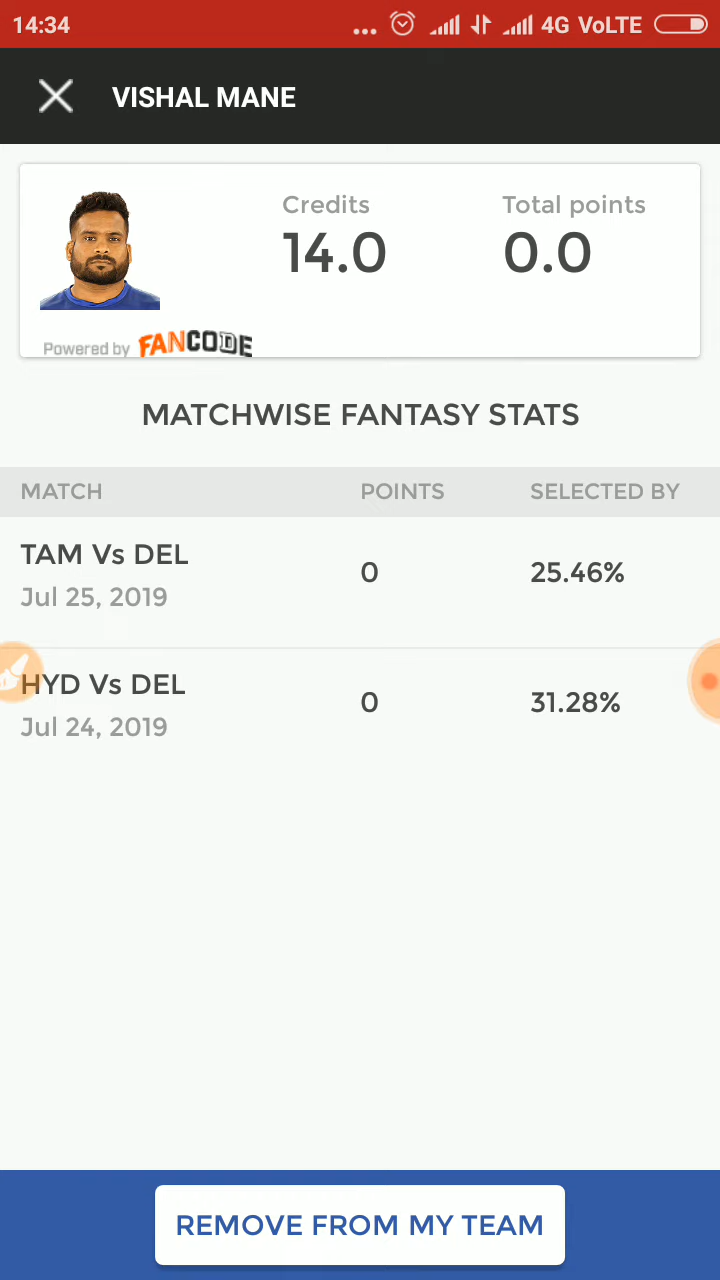 14:34 ... 4G VoLTE
VISHAL MANE
Credits Total points
14.0 0.0
Powered by FANCODE
MATCHWISE FANTASY STATS
MATCH POINTS SELECTED BY
TAM Vs DEL
0 25.46%
Jul 25, 2019
HYD Vs DEL
0 31.28%
Jul 24, 2019
REMOVE FROM MY TEAM